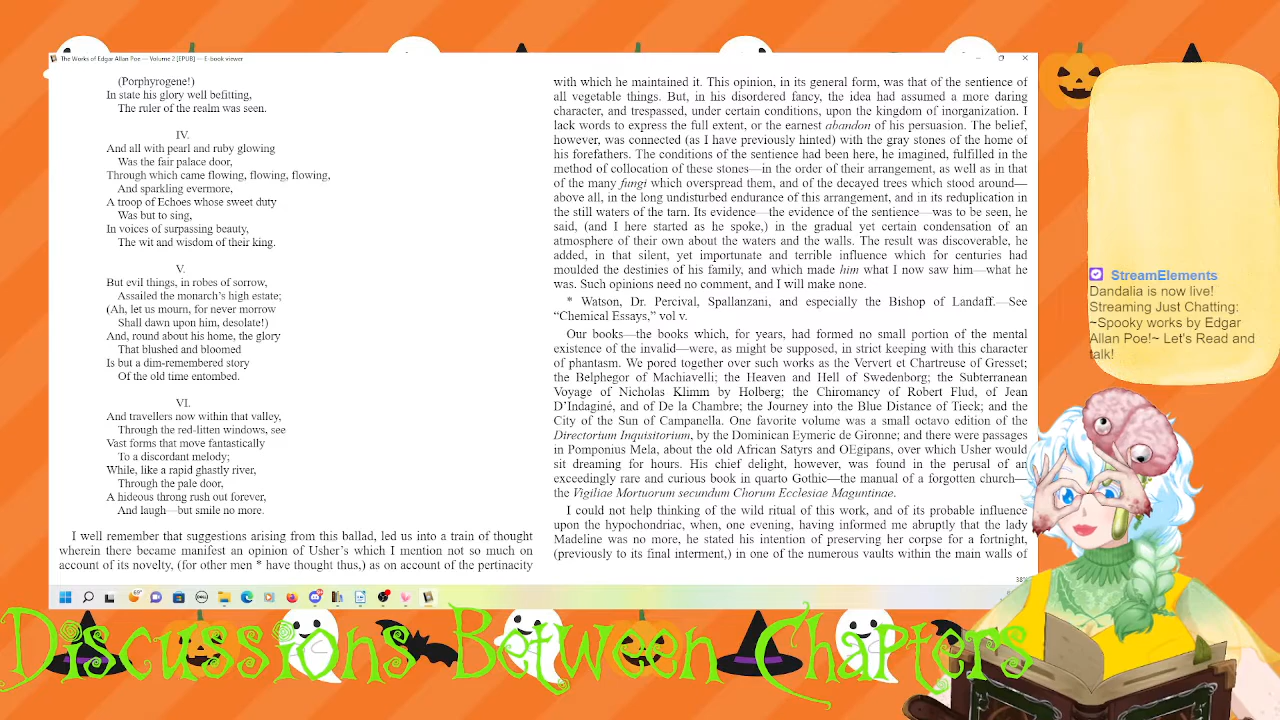 The Works of Edgar Allan Poe — Volume 2 [EPUB] — E-book viewer
(Porphyrogene!)
In state his glory well befitting,
The ruler of the realm was seen.
IV.
And all with pearl and ruby glowing
Was the fair palace door,
Through which came flowing, flowing, flowing,
And sparkling evermore,
A troop of Echoes whose sweet duty
Was but to sing,
In voices of surpassing beauty,
The wit and wisdom of their king.
V.
But evil things, in robes of sorrow,
Assailed the monarch’s high estate;
(Ah, let us mourn, for never morrow
Shall dawn upon him, desolate!)
And, round about his home, the glory
That blushed and bloomed
Is but a dim-remembered story
Of the old time entombed.
VI.
And travellers now within that valley,
Through the red-litten windows, see
Vast forms that move fantastically
To a discordant melody;
While, like a rapid ghastly river,
Through the pale door,
A hideous throng rush out forever,
And laugh—but smile no more.
I well remember that suggestions arising from this ballad, led us into a train of thought
wherein there became manifest an opinion of Usher’s which I mention not so much on
account of its novelty, (for other men * have thought thus,) as on account of the pertinacity
with which he maintained it. This opinion, in its general form, was that of the sentience of
all vegetable things. But, in his disordered fancy, the idea had assumed a more daring
character, and trespassed, under certain conditions, upon the kingdom of inorganization. I
lack words to express the full extent, or the earnest abandon of his persuasion. The belief,
however, was connected (as I have previously hinted) with the gray stones of the home of
his forefathers. The conditions of the sentience had been here, he imagined, fulfilled in the
method of collocation of these stones—in the order of their arrangement, as well as in that
of the many fungi which overspread them, and of the decayed trees which stood around—
above all, in the long undisturbed endurance of this arrangement, and in its reduplication in
the still waters of the tarn. Its evidence—the evidence of the sentience—was to be seen, he
said, (and I here started as he spoke,) in the gradual yet certain condensation of an
atmosphere of their own about the waters and the walls. The result was discoverable, he
added, in that silent, yet importunate and terrible influence which for centuries had
moulded the destinies of his family, and which made him what I now saw him—what he
was. Such opinions need no comment, and I will make none.
* Watson, Dr. Percival, Spallanzani, and especially the Bishop of Landaff.—See
“Chemical Essays,” vol v.
Our books—the books which, for years, had formed no small portion of the mental
existence of the invalid—were, as might be supposed, in strict keeping with this character
of phantasm. We pored together over such works as the Ververt et Chartreuse of Gresset;
the Belphegor of Machiavelli; the Heaven and Hell of Swedenborg; the Subterranean
Voyage of Nicholas Klimm by Holberg; the Chiromancy of Robert Flud, of Jean
D’Indaginé, and of De la Chambre; the Journey into the Blue Distance of Tieck; and the
City of the Sun of Campanella. One favorite volume was a small octavo edition of the
Directorium Inquisitorium, by the Dominican Eymeric de Gironne; and there were passages
in Pomponius Mela, about the old African Satyrs and OEgipans, over which Usher would
sit dreaming for hours. His chief delight, however, was found in the perusal of an
exceedingly rare and curious book in quarto Gothic—the manual of a forgotten church—
the Vigiliae Mortuorum secundum Chorum Ecclesiae Maguntinae.
I could not help thinking of the wild ritual of this work, and of its probable influence
upon the hypochondriac, when, one evening, having informed me abruptly that the lady
Madeline was no more, he stated his intention of preserving her corpse for a fortnight,
(previously to its final interment,) in one of the numerous vaults within the main walls of
38%
StreamElements
Dandalia is now live!
Streaming Just Chatting:
~Spooky works by Edgar
Allan Poe!~ Let's Read and
talk!
Discussions Between Chapters